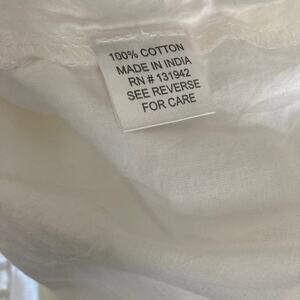 100% COTTON
MADE IN INDIA
RN # 131942
SEE REVERSE
FOR CARE